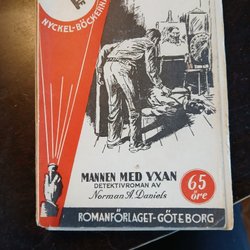 NYCKEL-BÖCKERNA
MANNEN MED YXAN
DETEKTIVROMAN AV
Norman A. Daniels
65
öre
ROMANFÖRLAGET-GÖTEBORG